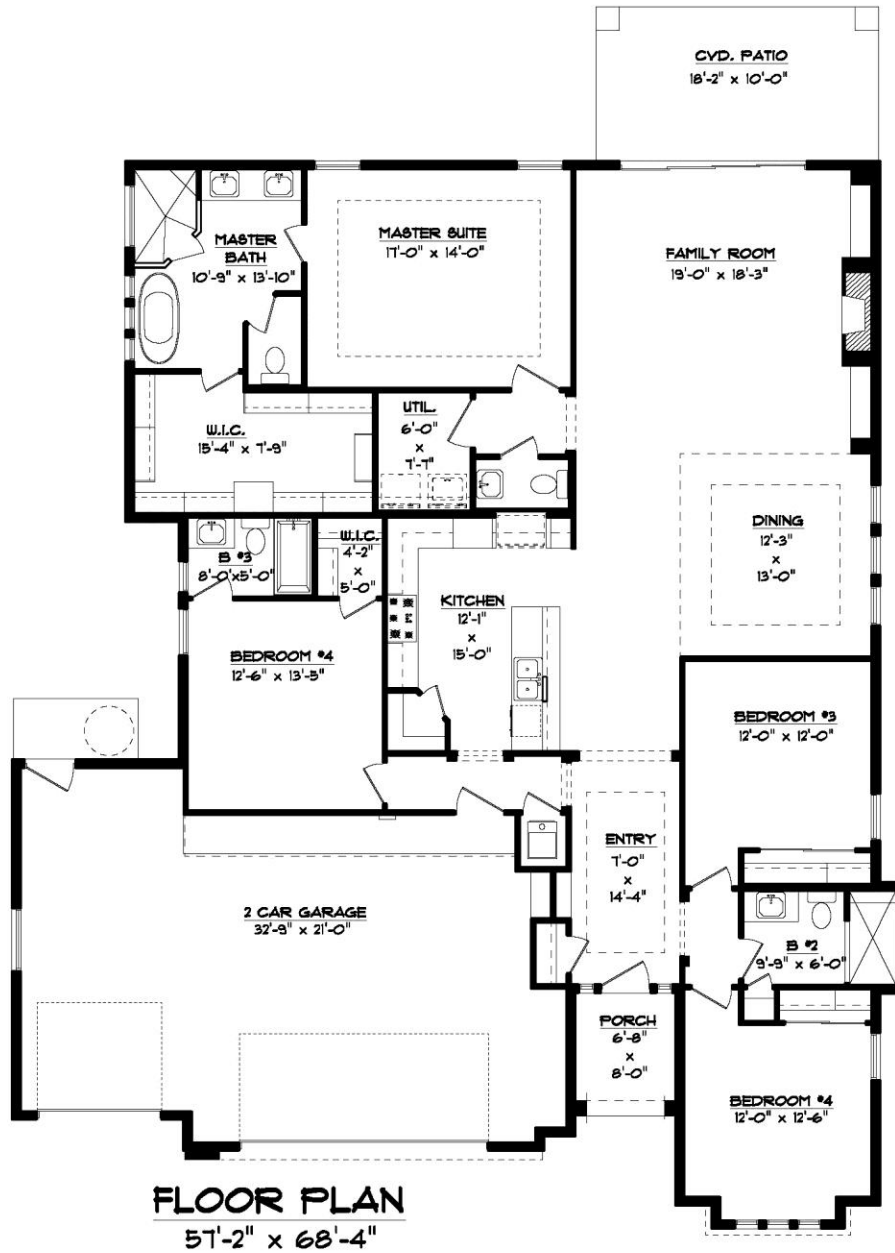 CVD. PATIO
18'-2" x 10'-0"
MASTER
BATH
10'-9" x 13'-10"
MASTER SUITE
17'-0" x 14'-0"
FAMILY ROOM
19'-0" x 18'-3"
W.I.C.
15'-4" x 7'-9"
UTIL.
6'-0"
x
7'-7"
DINING
12'-3"
x
13'-0"
B #3
8'-0"x5'-0"
W.I.C.
4'-2"
x
5'-0"
KITCHEN
12'-1"
x
15'-0"
BEDROOM #4
12'-6" x 13'-5"
BEDROOM #3
12'-0" x 12'-0"
ENTRY
7'-0"
x
14'-4"
2 CAR GARAGE
32'-9" x 21'-0"
B #2
9'-9" x 6'-0"
PORCH
6'-8"
x
8'-0"
BEDROOM #4
12'-0" x 12'-6"
FLOOR PLAN
57'-2" x 68'-4"